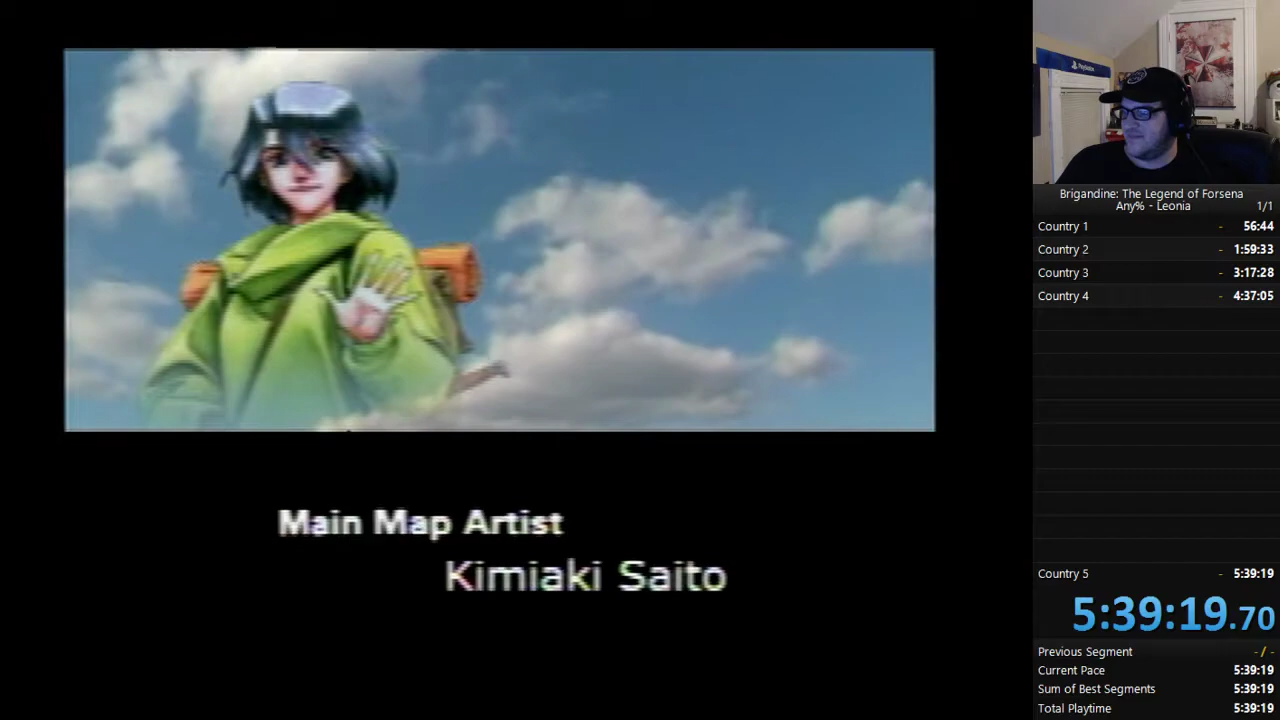 Main Map Artist
Kimiaki Saito
PlayStation
Brigandine: The Legend of Forsena
Any% - Leonia 1/1
Country 1 - 56:44
Country 2 - 1:59:33
Country 3 - 3:17:28
Country 4 - 4:37:05
Country 5 - 5:39:19
5:39:19.70
Previous Segment - / -
Current Pace 5:39:19
Sum of Best Segments 5:39:19
Total Playtime 5:39:19